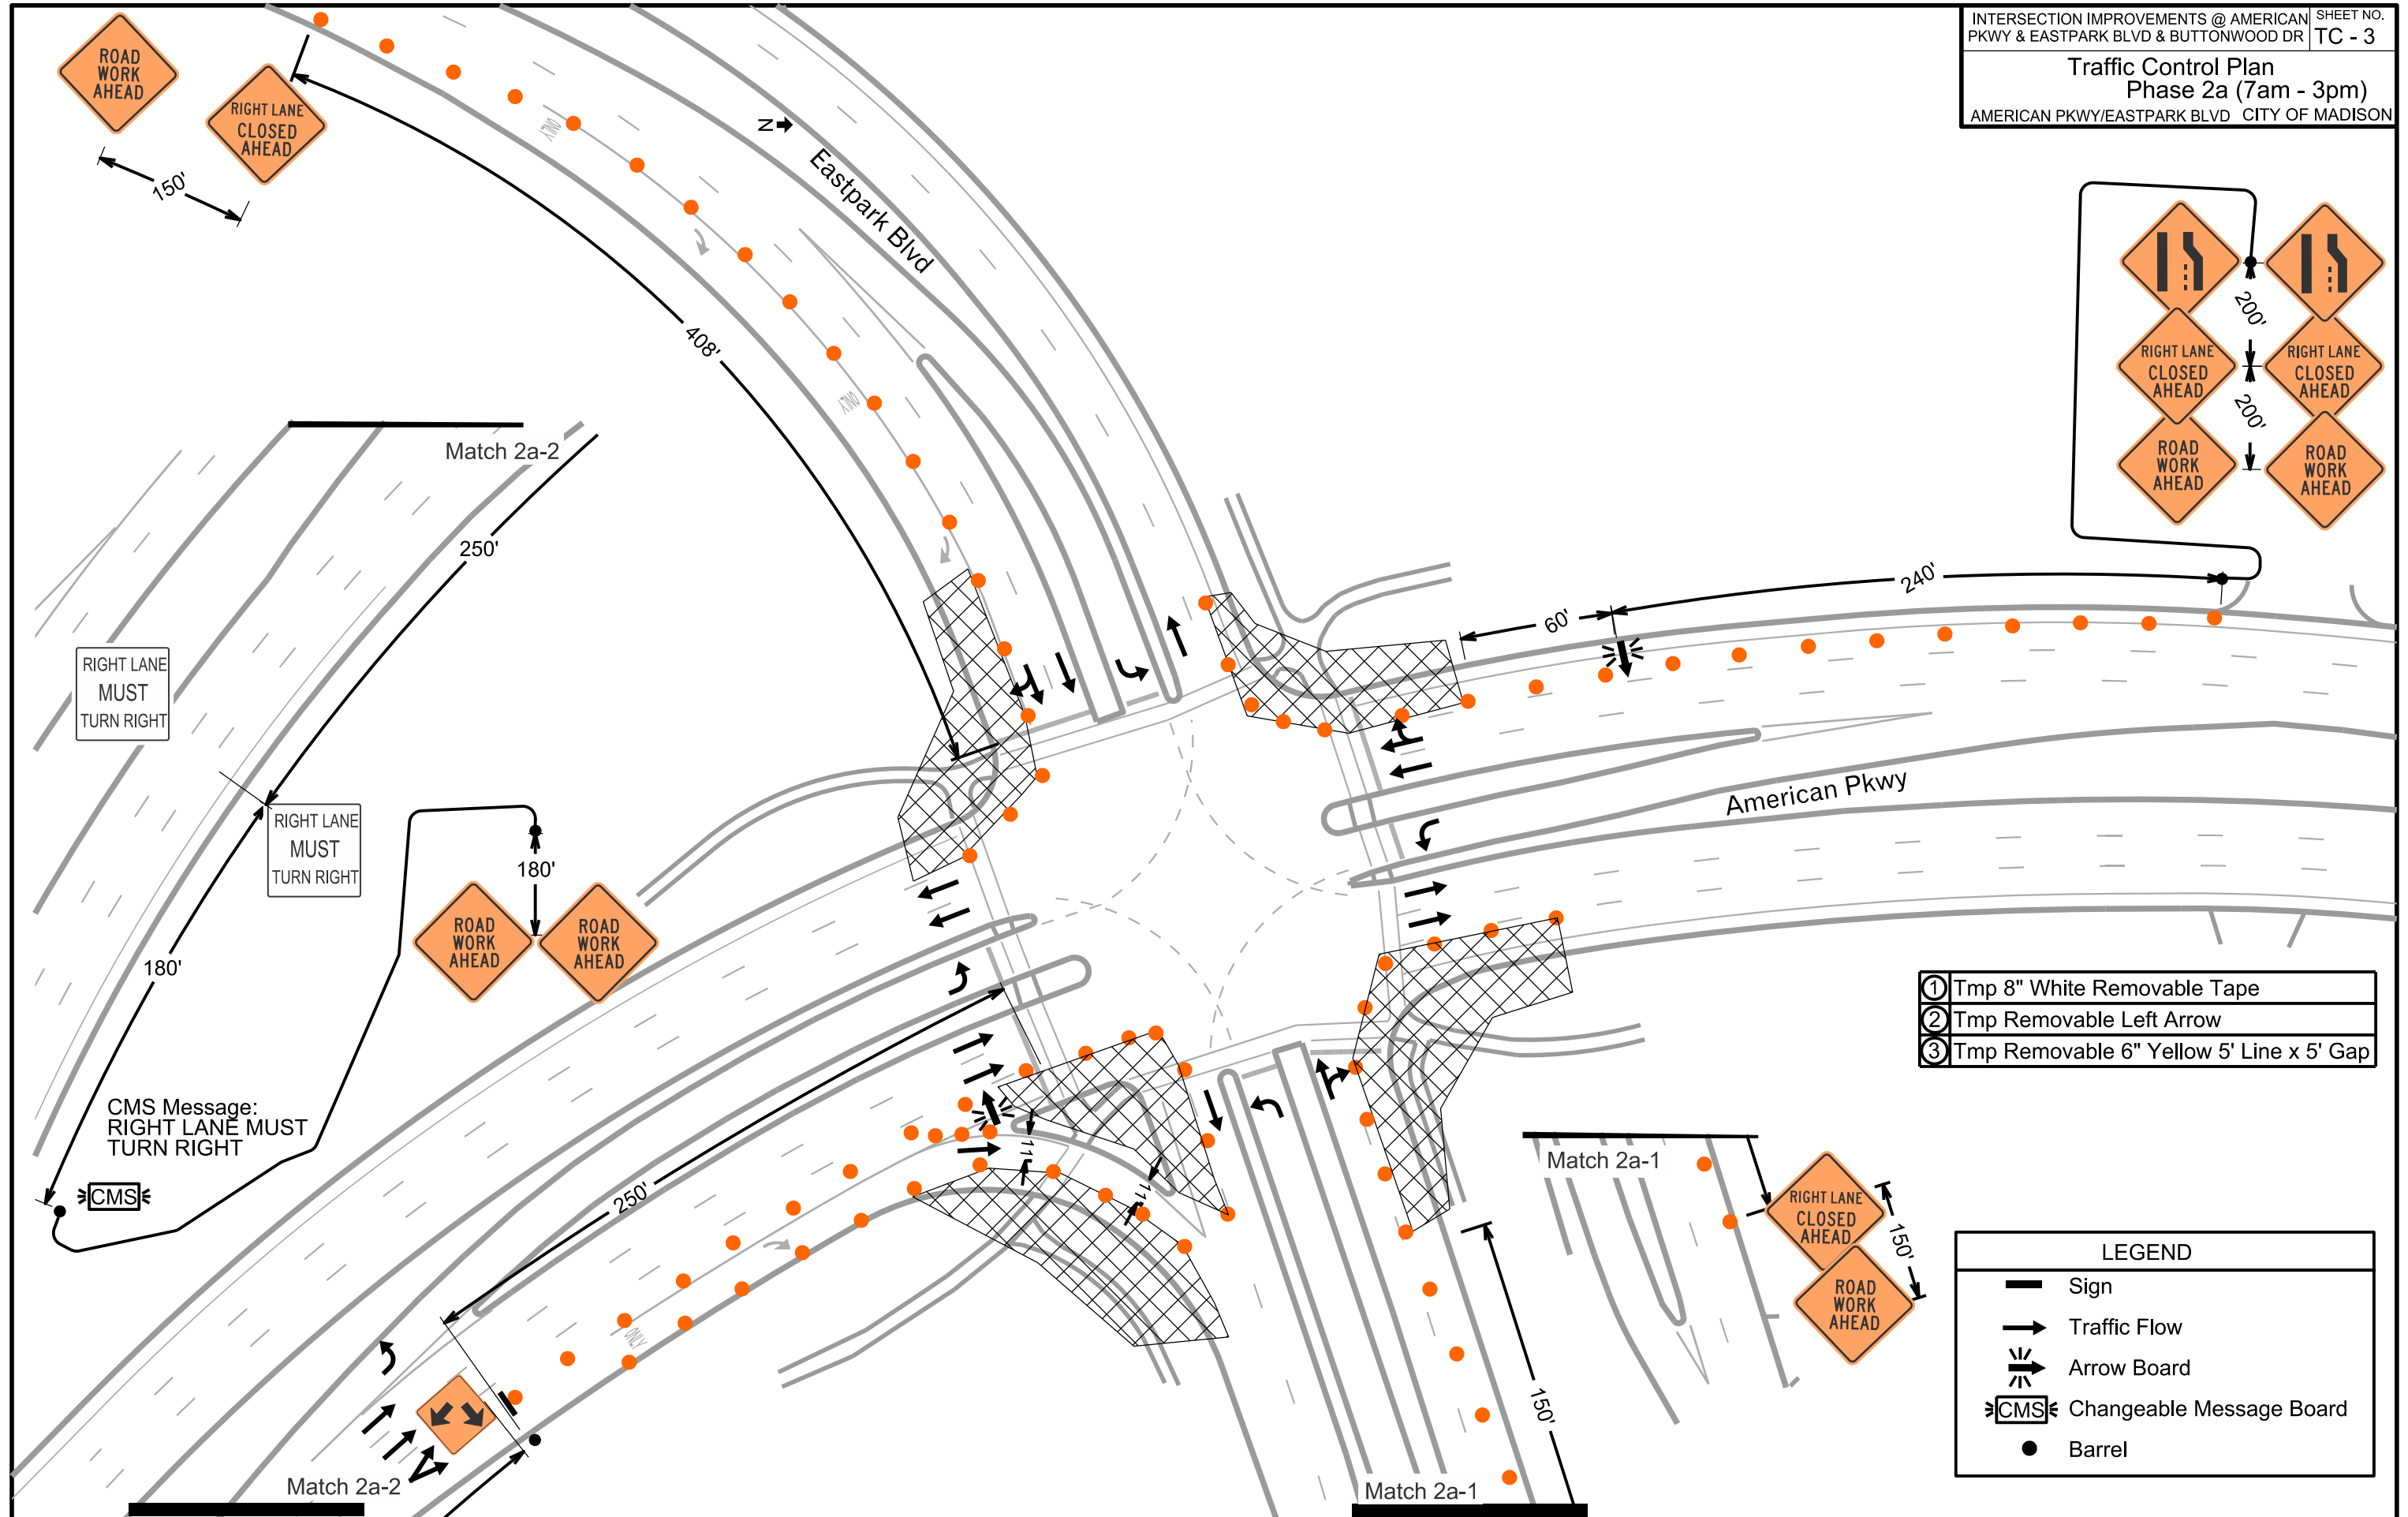 INTERSECTION IMPROVEMENTS @ AMERICAN
PKWY & EASTPARK BLVD & BUTTONWOOD DR
SHEET NO.
TC - 3
Traffic Control Plan
Phase 2a (7am - 3pm)
AMERICAN PKWY/EASTPARK BLVD CITY OF MADISON
ROAD
WORK
AHEAD
RIGHT LANE
CLOSED
AHEAD
150'
ONLY
N
Eastpark Blvd
408'
ONLY
200'
RIGHT LANE
CLOSED
AHEAD
RIGHT LANE
CLOSED
AHEAD
200'
ROAD
WORK
AHEAD
ROAD
WORK
AHEAD
Match 2a-2
250'
240'
60'
RIGHT LANE
MUST
TURN RIGHT
RIGHT LANE
MUST
TURN RIGHT
American Pkwy
180'
ROAD
WORK
AHEAD
ROAD
WORK
AHEAD
180'
1 Tmp 8" White Removable Tape
2 Tmp Removable Left Arrow
3 Tmp Removable 6" Yellow 5' Line x 5' Gap
CMS Message:
RIGHT LANE MUST
TURN RIGHT
CMS
250'
11'
11'
ONLY
Match 2a-1
RIGHT LANE
CLOSED
AHEAD
150'
ROAD
WORK
AHEAD
150'
LEGEND
Sign
Traffic Flow
Arrow Board
CMS Changeable Message Board
Barrel
Match 2a-2
Match 2a-1